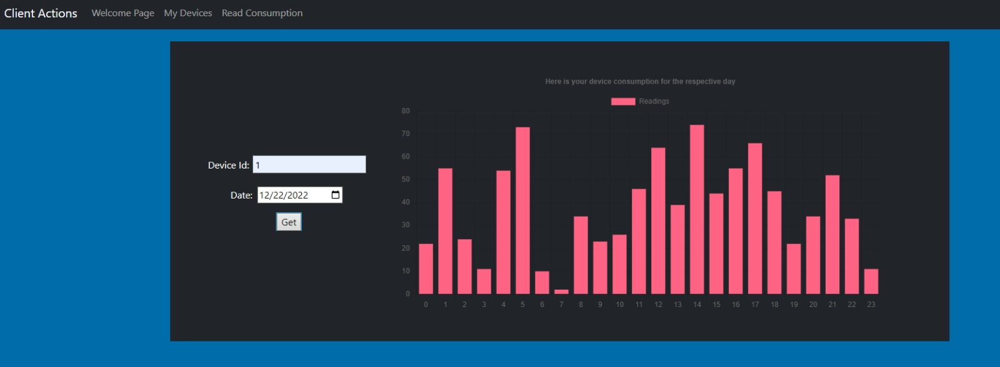 Client Actions Welcome Page My Devices Read Consumption
Here is your device consumption for the respective day
Readings
80
70
60
50
40
30
20
10
0
0 1 2 3 4 5 6 7 8 9 10 11 12 13 14 15 16 17 18 19 20 21 22 23
Device Id: 1
Date: 12/22/2022
Get